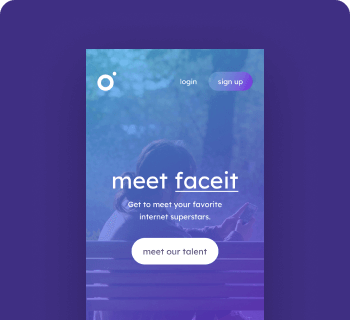 login
sign up
meet faceit
Get to meet your favorite
internet superstars.
meet our talent